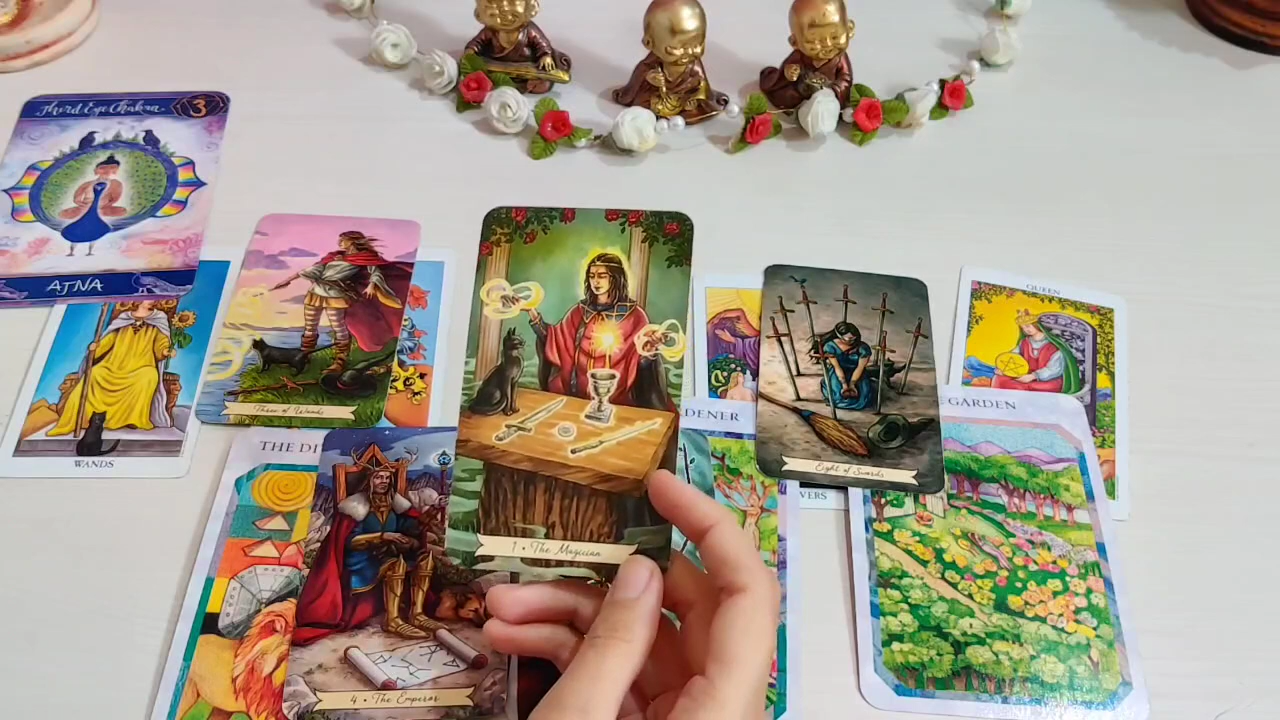 Third Eye Chakra 3
AJNA
WANDS
Three of Wands
THE DI
4 • The Emperor
1 • The Magician
DENER
Eight of Swords
QUEEN
E GARDEN